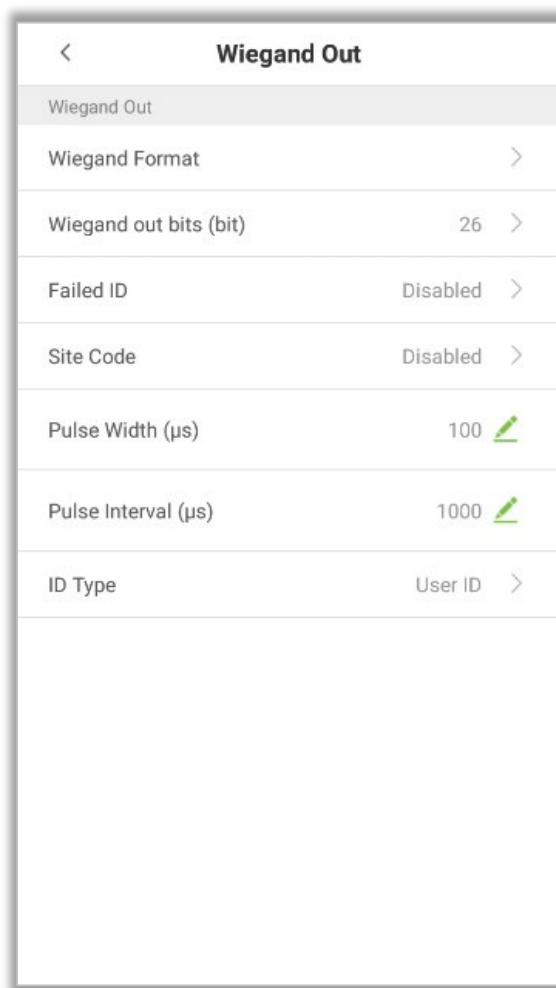 Wiegand Out
Wiegand Out
Wiegand Format
Wiegand out bits (bit) 26
Failed ID Disabled
Site Code Disabled
Pulse Width (μs) 100
Pulse Interval (μs) 1000
ID Type User ID